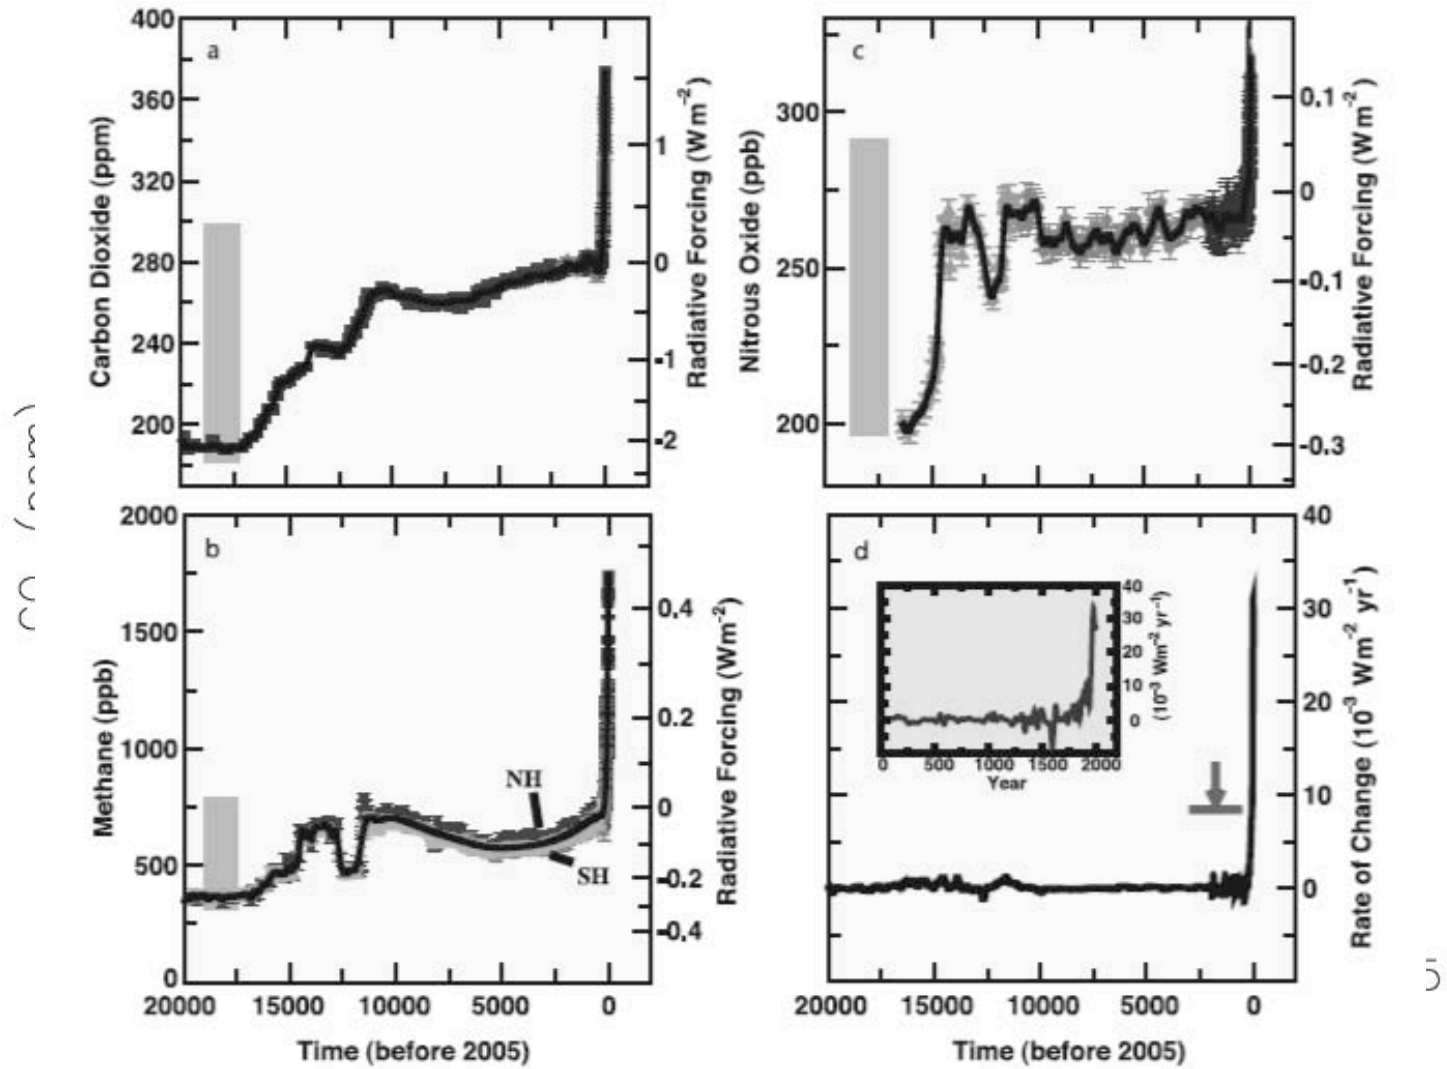 400
360
320
280
240
200
Carbon Dioxide (ppm)
a
1
0
-1
-2
Radiative Forcing (Wm⁻²)
300
250
200
Nitrous Oxide (ppb)
c
0.1
0
-0.1
-0.2
-0.3
Radiative Forcing (Wm⁻²)
2000
1500
1000
500
0
Methane (ppb)
b
NH
SH
0.4
0.2
0
-0.2
-0.4
Radiative Forcing (Wm⁻²)
20000 15000 10000 5000 0
Time (before 2005)
d
40
30
20
10
0
(10⁻³ Wm⁻² yr⁻¹)
0 500 1000 1500 2000
Year
40
30
20
10
0
Rate of Change (10⁻³ Wm⁻² yr⁻¹)
20000 15000 10000 5000 0
Time (before 2005)